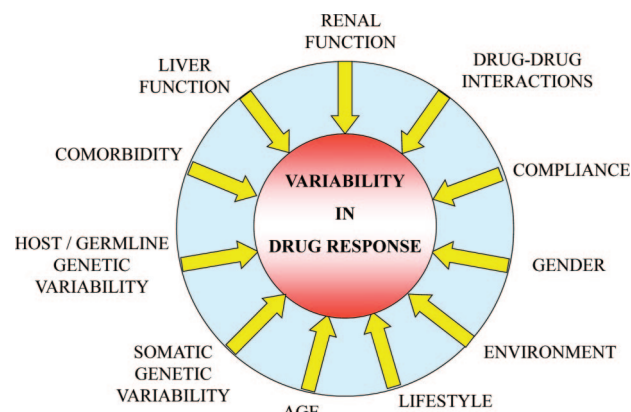 RENAL
FUNCTION
DRUG-DRUG
INTERACTIONS
COMPLIANCE
GENDER
ENVIRONMENT
LIFESTYLE
AGE
SOMATIC
GENETIC
VARIABILITY
HOST / GERMLINE
GENETIC
VARIABILITY
COMORBIDITY
LIVER
FUNCTION
VARIABILITY
IN
DRUG RESPONSE